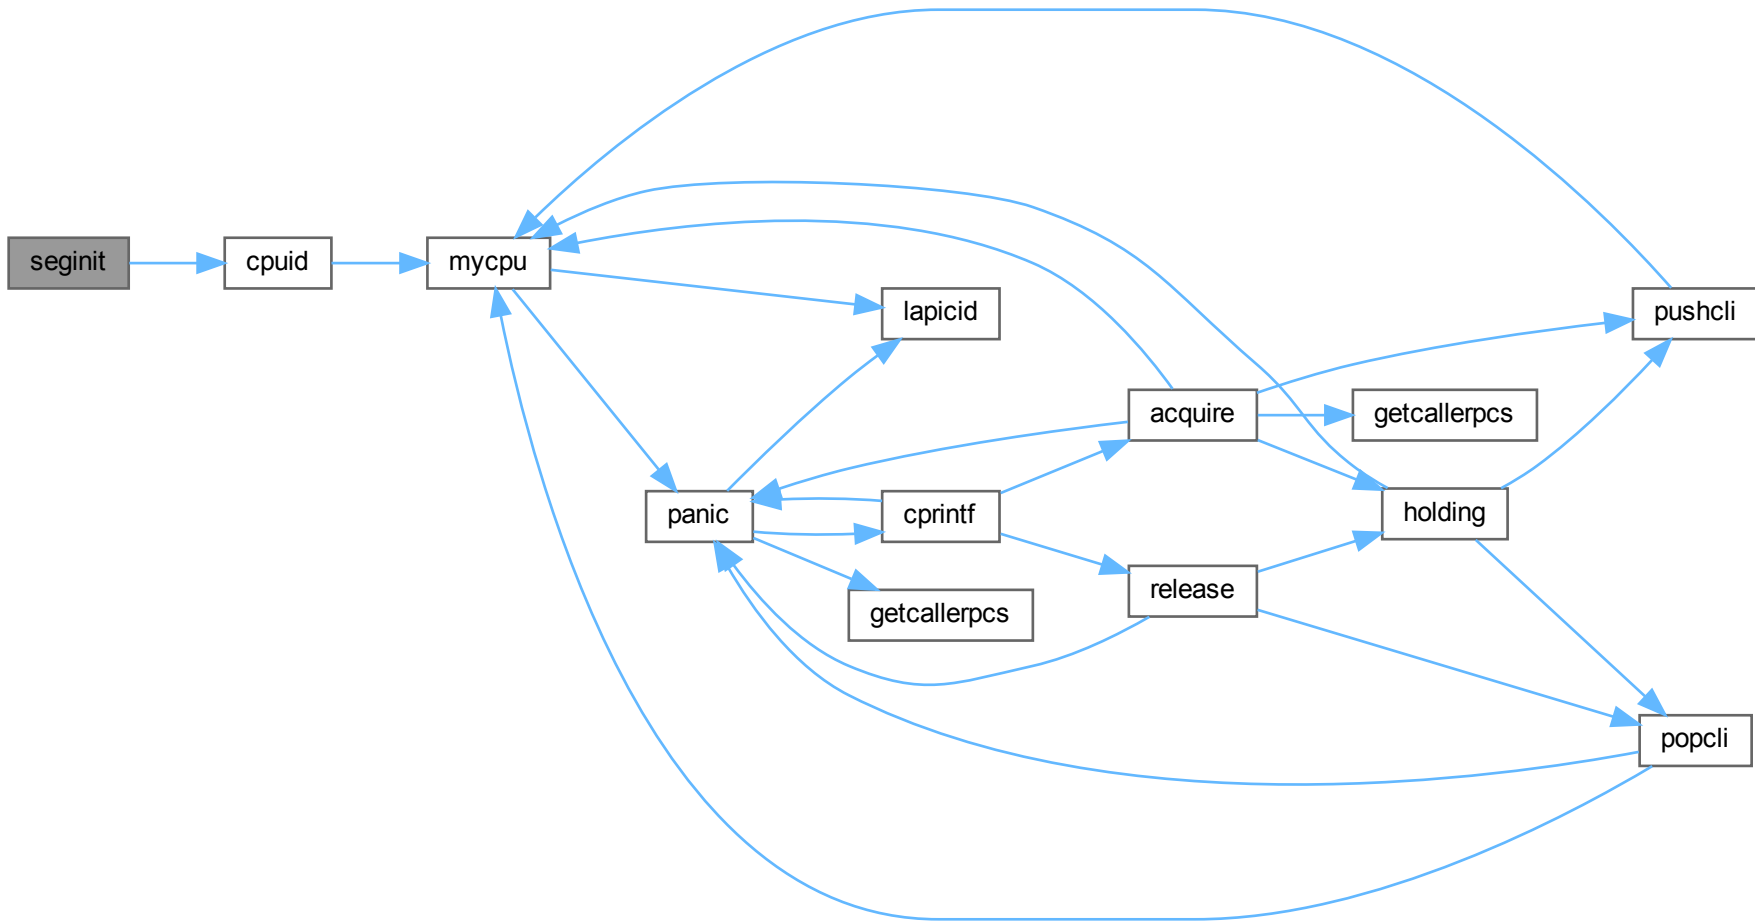 seginit
cpuid
mycpu
lapicid
pushcli
acquire
getcallerpcs
panic
cprintf
holding
release
getcallerpcs
popcli